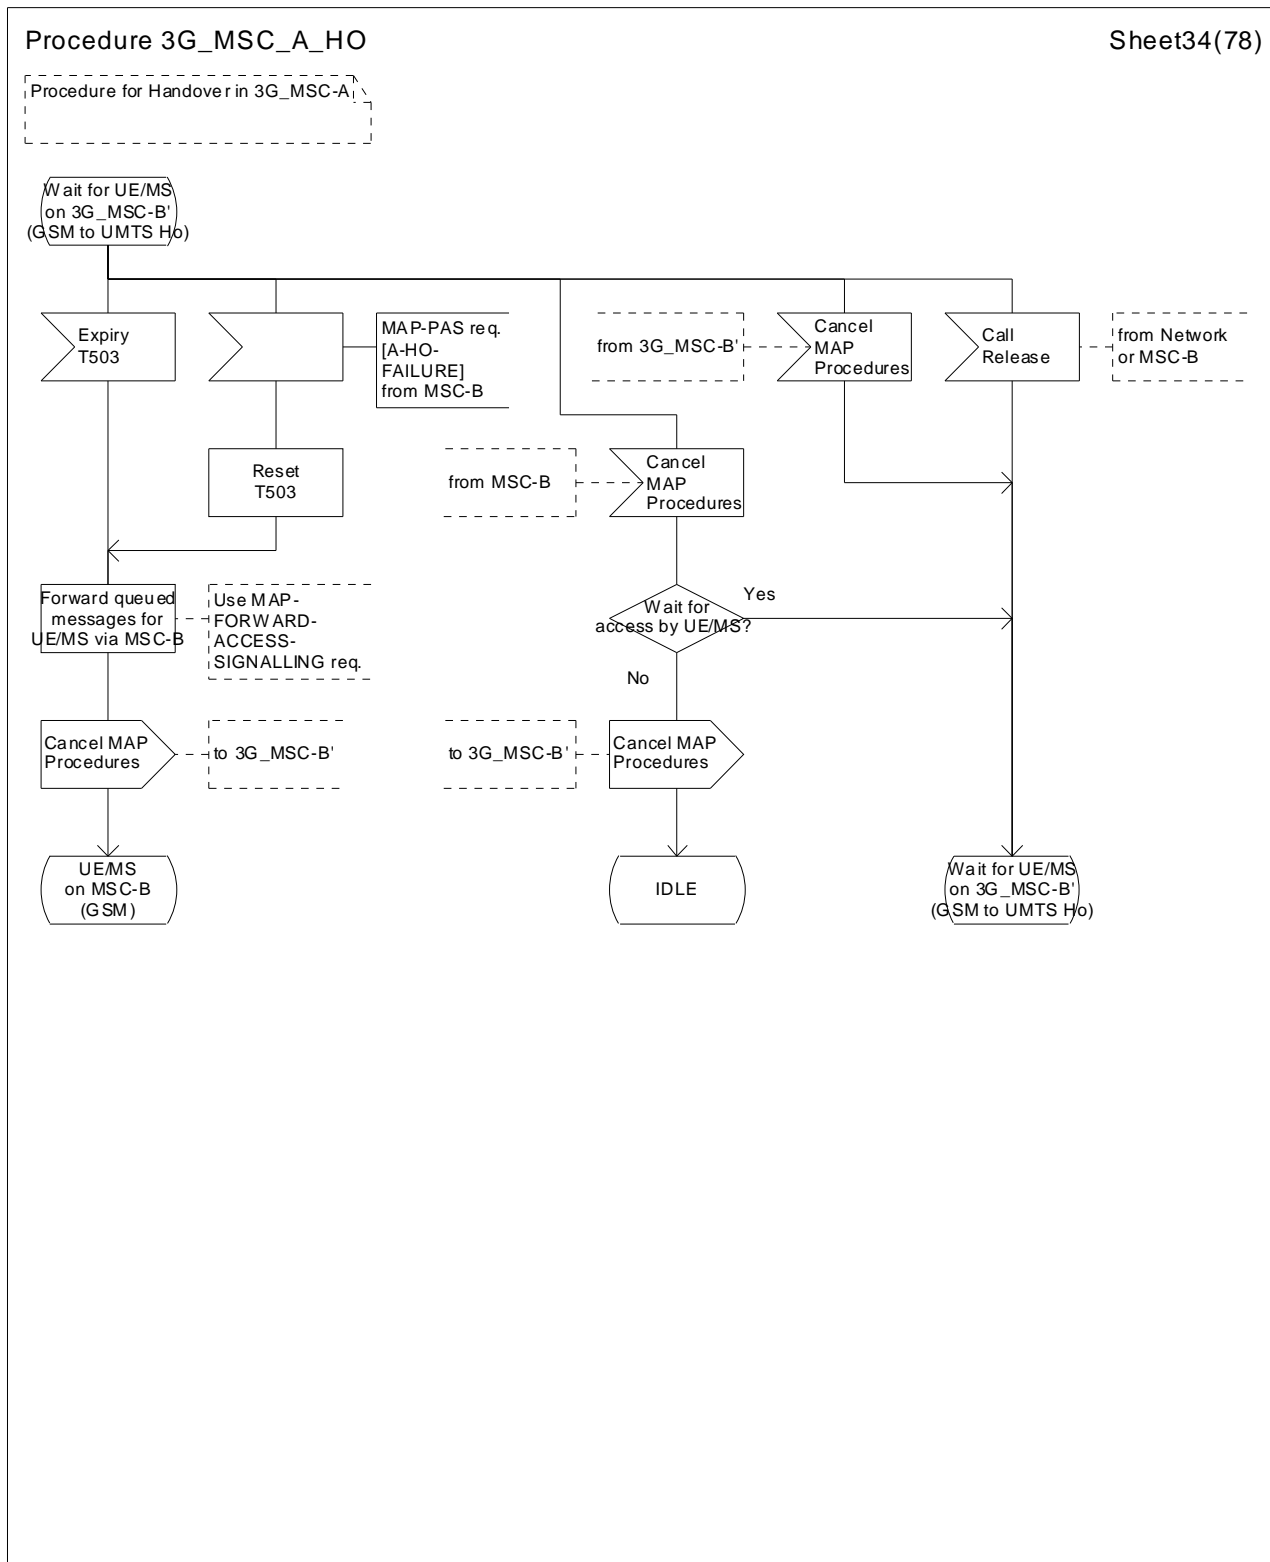 Procedure 3G_MSC_A_HO
Sheet34(78)
Procedure for Handover in 3G_MSC-A
Wait for UE/MS
on 3G_MSC-B'
(GSM to UMTS Ho)
Expiry
T503
MAP-PAS req.
[A-HO-
FAILURE]
from MSC-B
from 3G_MSC-B'
Cancel
MAP
Procedures
Call
Release
from Network
or MSC-B
Reset
T503
from MSC-B
Cancel
MAP
Procedures
Forward queued
messages for
UE/MS via MSC-B
Use MAP-
FORWARD-
ACCESS-
SIGNALLING req.
Wait for
access by UE/MS?
Yes
No
Cancel MAP
Procedures
to 3G_MSC-B'
to 3G_MSC-B'
Cancel MAP
Procedures
UE/MS
on MSC-B
(GSM)
IDLE
Wait for UE/MS
on 3G_MSC-B'
(GSM to UMTS Ho)